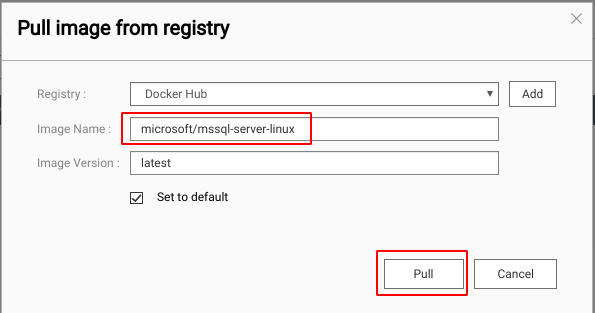 Pull image from registry
Registry : Docker Hub Add
Image Name : microsoft/mssql-server-linux
Image Version : latest
Set to default
Pull Cancel